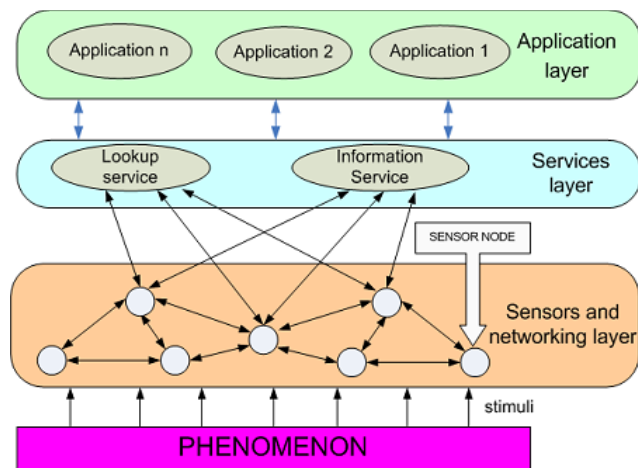 Application n
Application 2
Application 1
Application
layer
Lookup
service
Information
Service
Services
layer
SENSOR NODE
Sensors and
networking layer
stimuli
PHENOMENON